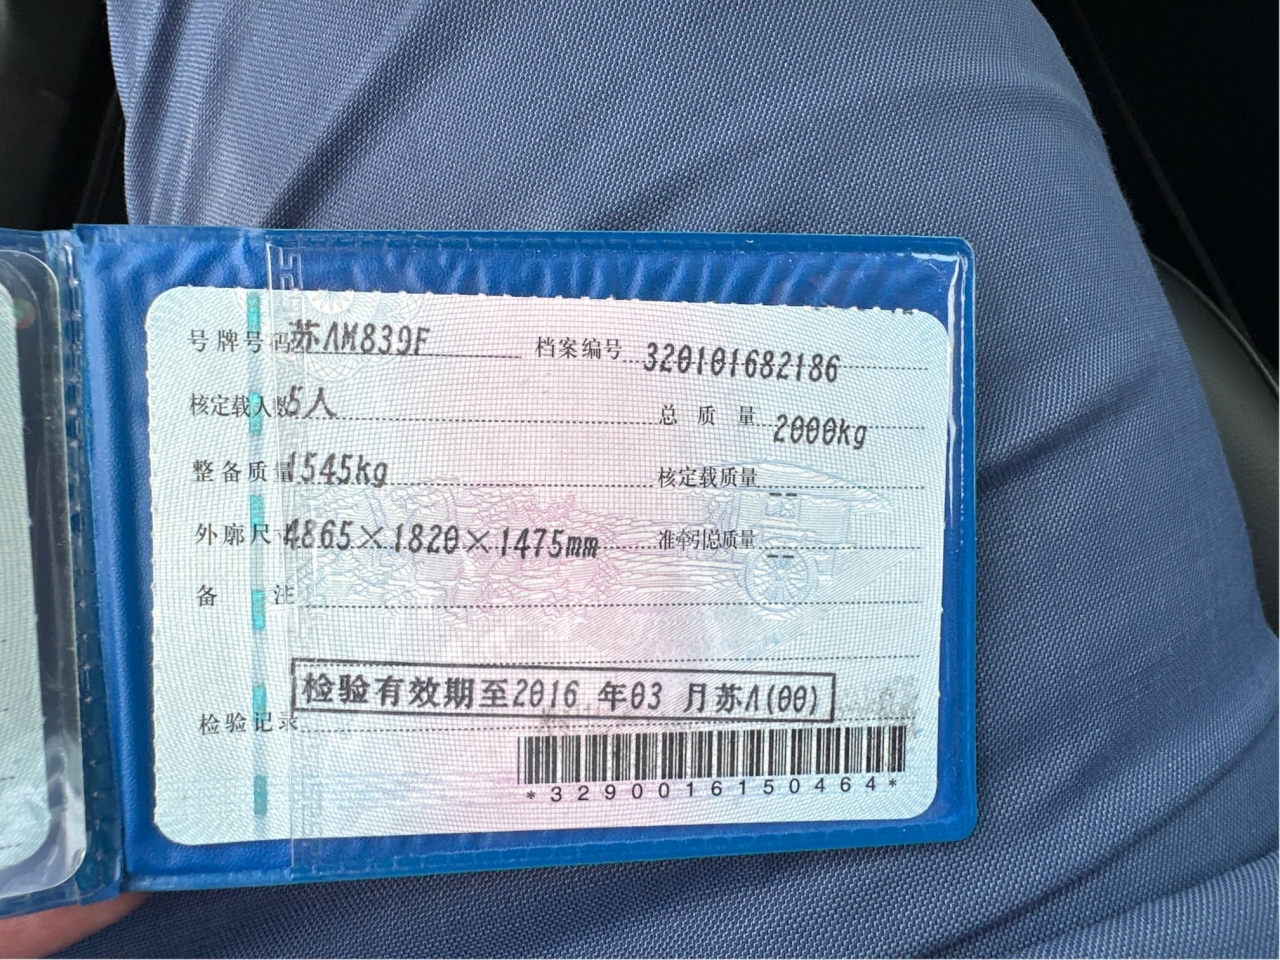 号牌号码 苏AM839F 档案编号 320101682186
核定载人数 5人 总质量 2000kg
整备质量 1545kg 核定载质量 --
外廓尺寸 4865×1820×1475mm 准牵引总质量 --
备注
检验有效期至2016年03月苏A(00)
检验记录
*3290016150464*